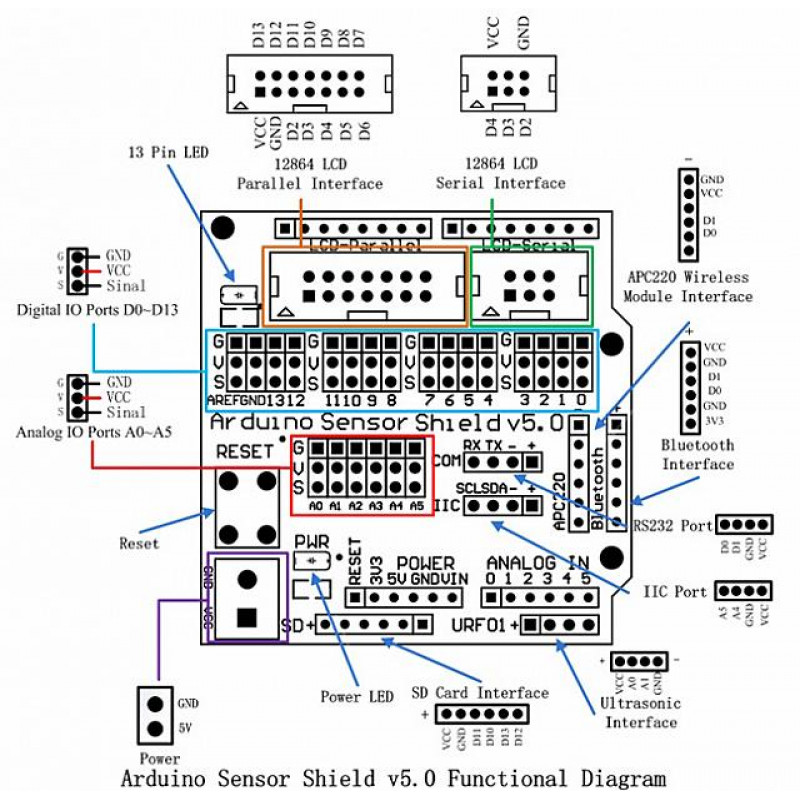 D13 D12 D11 D10 D9 D8 D7
VCC GND
VCC GND D2 D3 D4 D5 D6
D4 D3 D2
13 Pin LED
12864 LCD
Parallel Interface
12864 LCD
Serial Interface
-
GND
VCC
D1
D0
LCD-Parallel
LCD-Serial
APC220 Wireless
Module Interface
G GND
V VCC
S Sinal
Digital IO Ports D0~D13
G G G G
V V V V
S S S S
AREF GND 13 12 11 10 9 8 7 6 5 4 3 2 1 0
+
VCC
GND
D1
D0
GND
3V3
Bluetooth
Interface
G GND
V VCC
S Sinal
Analog IO Ports A0~A5
Arduino Sensor Shield v5.0
- +
RESET
G
V
S
A0 A1 A2 A3 A4 A5
RX TX - +
COM
SCL SDA - +
IIC
APC220
Bluetooth
RS232 Port
D0 D1 GND VCC
Reset
PWR
GND
VCC
RESET
3V3
POWER
5V GND VIN
ANALOG IN
0 1 2 3 4 5
IIC Port
A5 A4 GND VCC
SD+
URF01+
+ -
VCC A0 A1 GND
Ultrasonic
Interface
Power LED
SD Card Interface
+
VCC GND D11 D10 D13 D12
GND
5V
Power
Arduino Sensor Shield v5.0 Functional Diagram